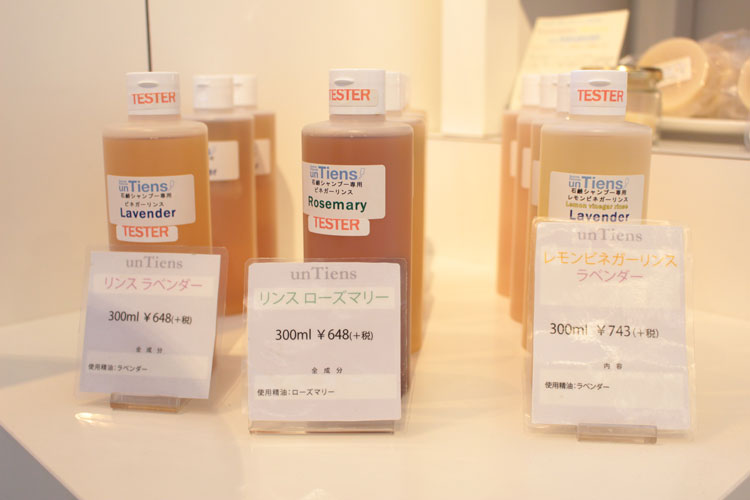 TESTER
unTiens
石鹸シャンプー専用
ビネガーリンス
Lavender
TESTER
TESTER
unTiens
石鹸シャンプー専用
ビネガーリンス
Rosemary
TESTER
TESTER
unTiens
石鹸シャンプー専用
レモンビネガーリンス
Lemon vinegar rinse
Lavender
unTiens
リンス ラベンダー
300ml ¥648(+税)
全成分
使用精油:ラベンダー
unTiens
リンス ローズマリー
300ml ¥648(+税)
全成分
使用精油:ローズマリー
unTiens
レモンビネガーリンス
ラベンダー
300ml ¥743(+税)
内容
使用精油:ラベンダー